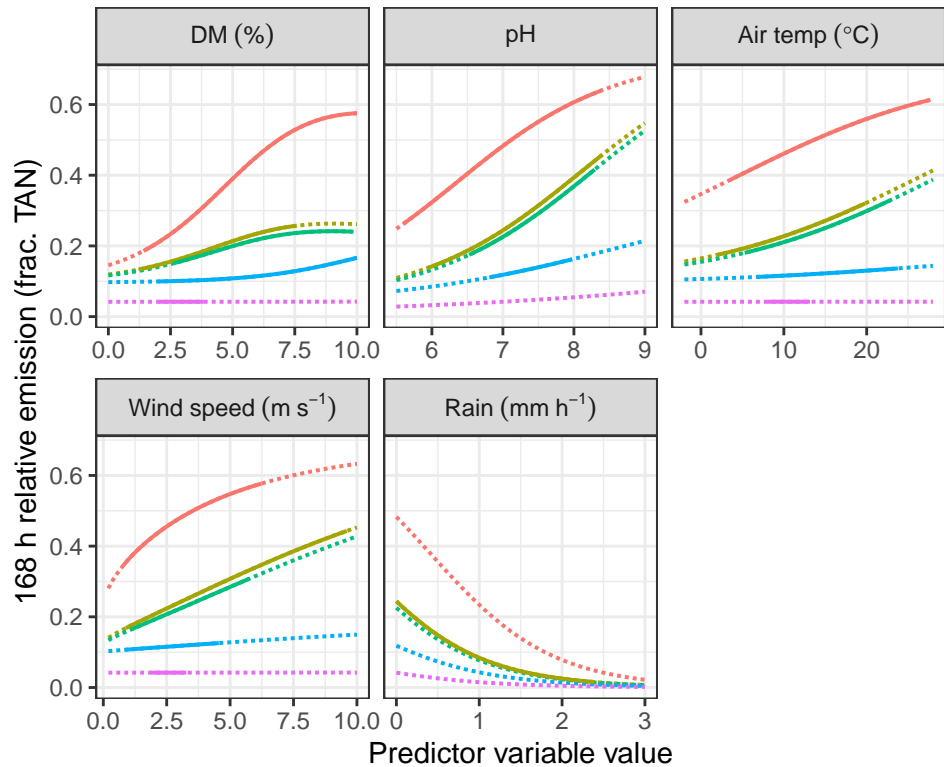 DM (%) pH Air temp (°C)
168 h relative emission (frac. TAN)
0.6
0.4
0.2
0.0
0.0 2.5 5.0 7.5 10.0 6 7 8 9 0 10 20
Wind speed (m s⁻¹) Rain (mm h⁻¹)
0.6
0.4
0.2
0.0
0.0 2.5 5.0 7.5 10.0 0 1 2 3
Predictor variable value